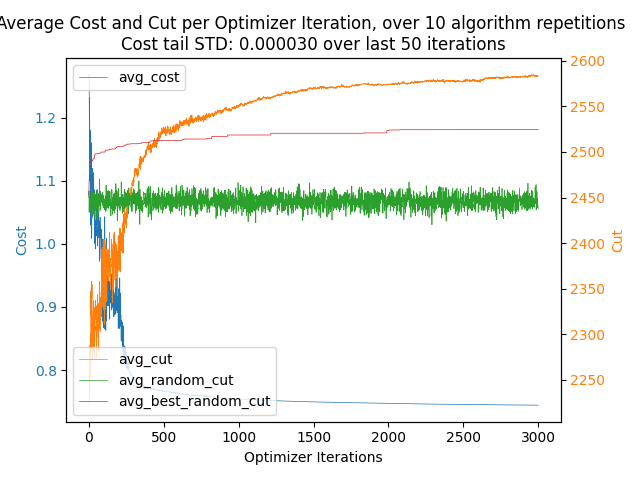 Average Cost and Cut per Optimizer Iteration, over 10 algorithm repetitions
Cost tail STD: 0.000030 over last 50 iterations
avg_cost
1.2
1.1
1.0
0.9
0.8
Cost
2600
2550
2500
2450
2400
2350
2300
2250
Cut
avg_cut
avg_random_cut
avg_best_random_cut
0 500 1000 1500 2000 2500 3000
Optimizer Iterations